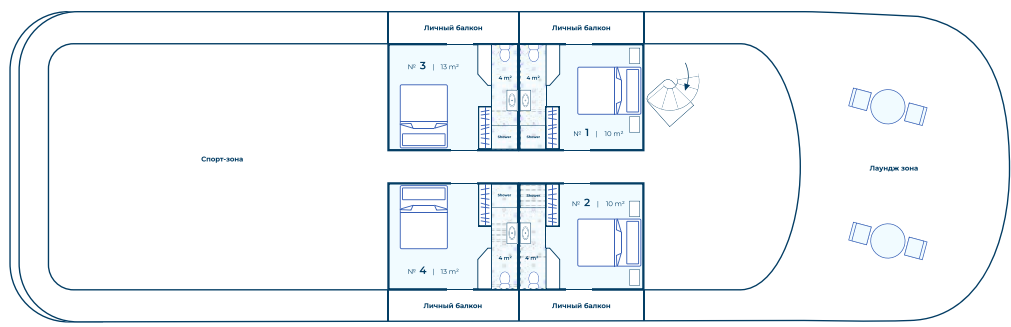 Личный балкон
Личный балкон
№ 3 | 13 m²
4 m²
4 m²
№ 1 | 10 m²
Shower
Shower
Спорт-зона
Лаундж зона
Shower
Shower
№ 2 | 10 m²
4 m²
4 m²
№ 4 | 13 m²
Личный балкон
Личный балкон